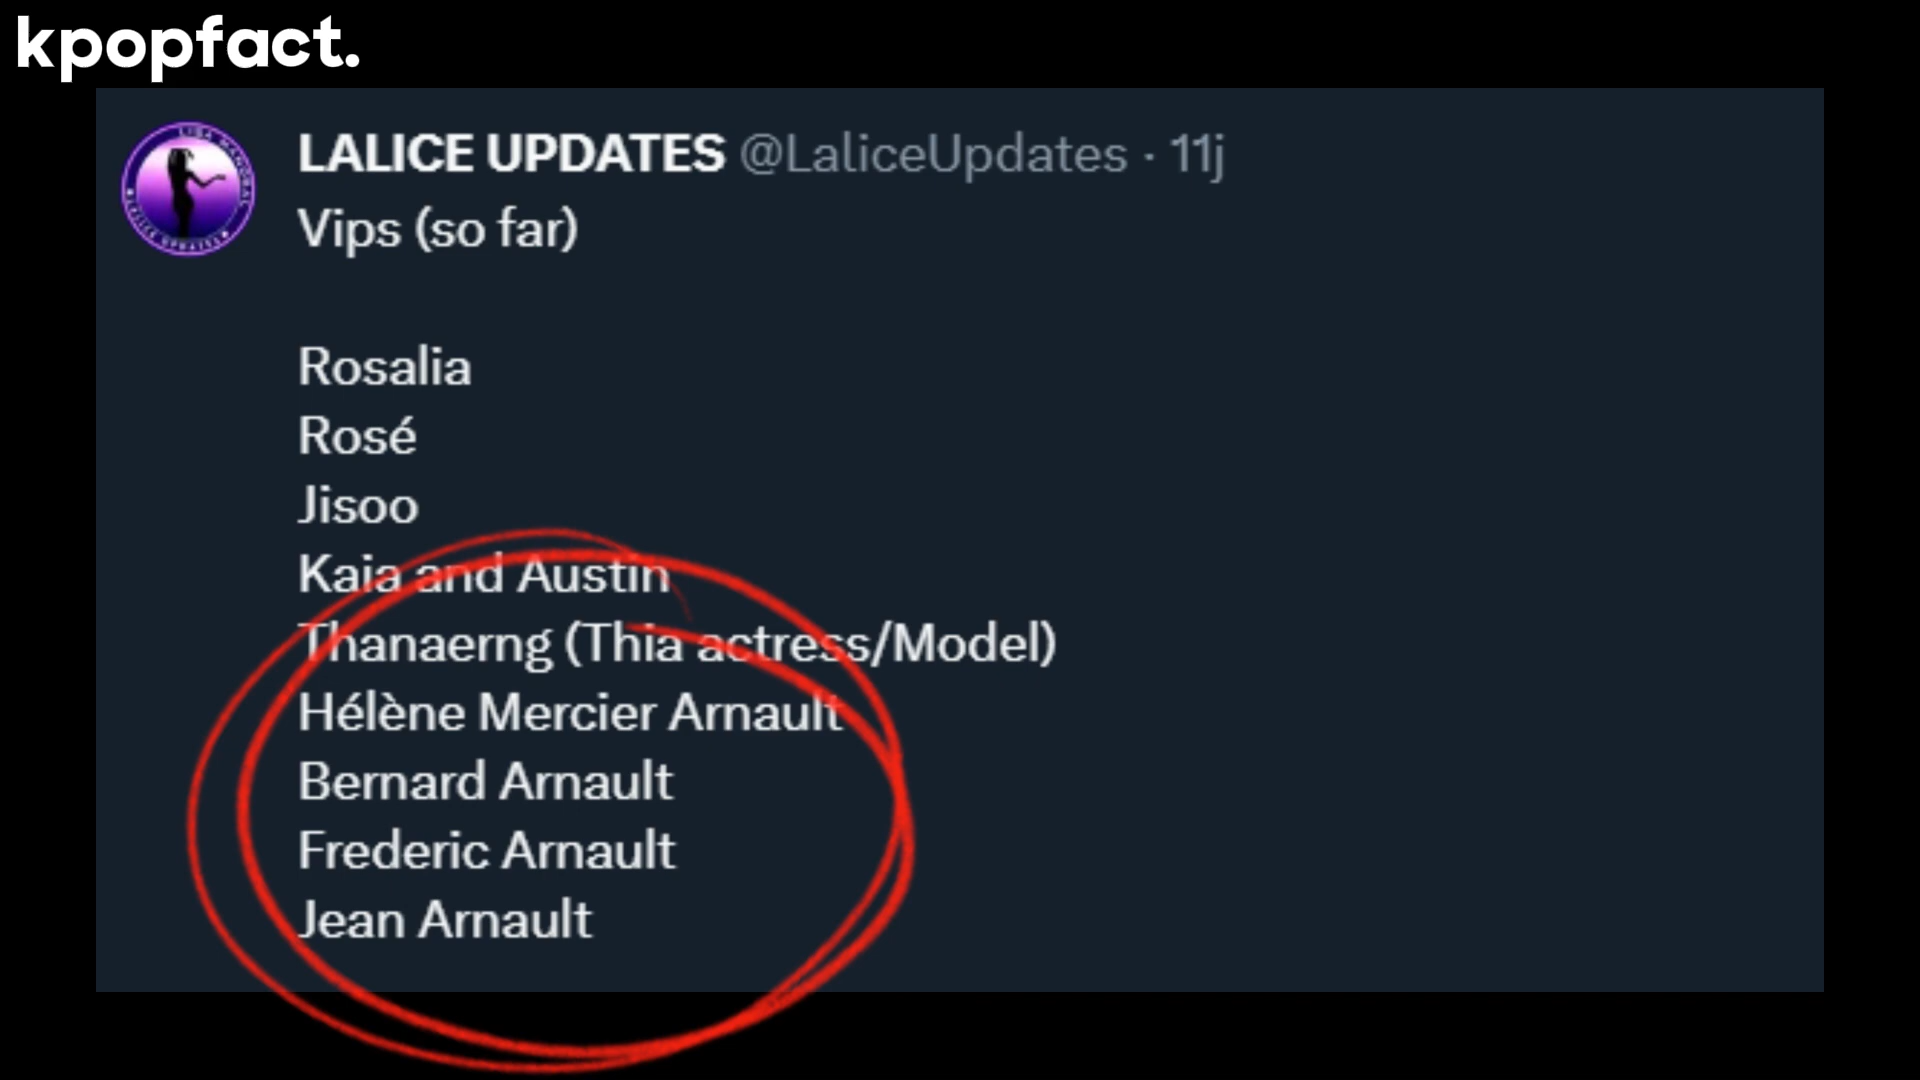 kpopfact.
LALICE UPDATES @LaliceUpdates · 11j
Vips (so far)
Rosalia
Rosé
Jisoo
Kaia and Austin
Thanaerng (Thia actress/Model)
Hélène Mercier Arnault
Bernard Arnault
Frederic Arnault
Jean Arnault